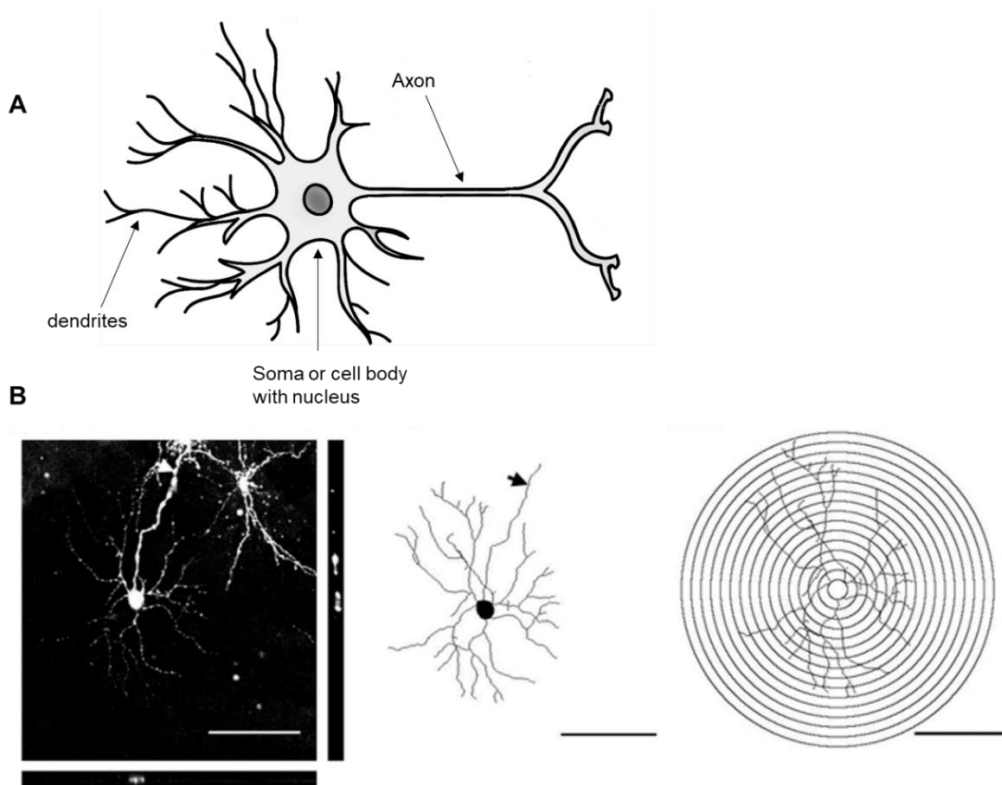 A
Axon
dendrites
Soma or cell body
with nucleus
B